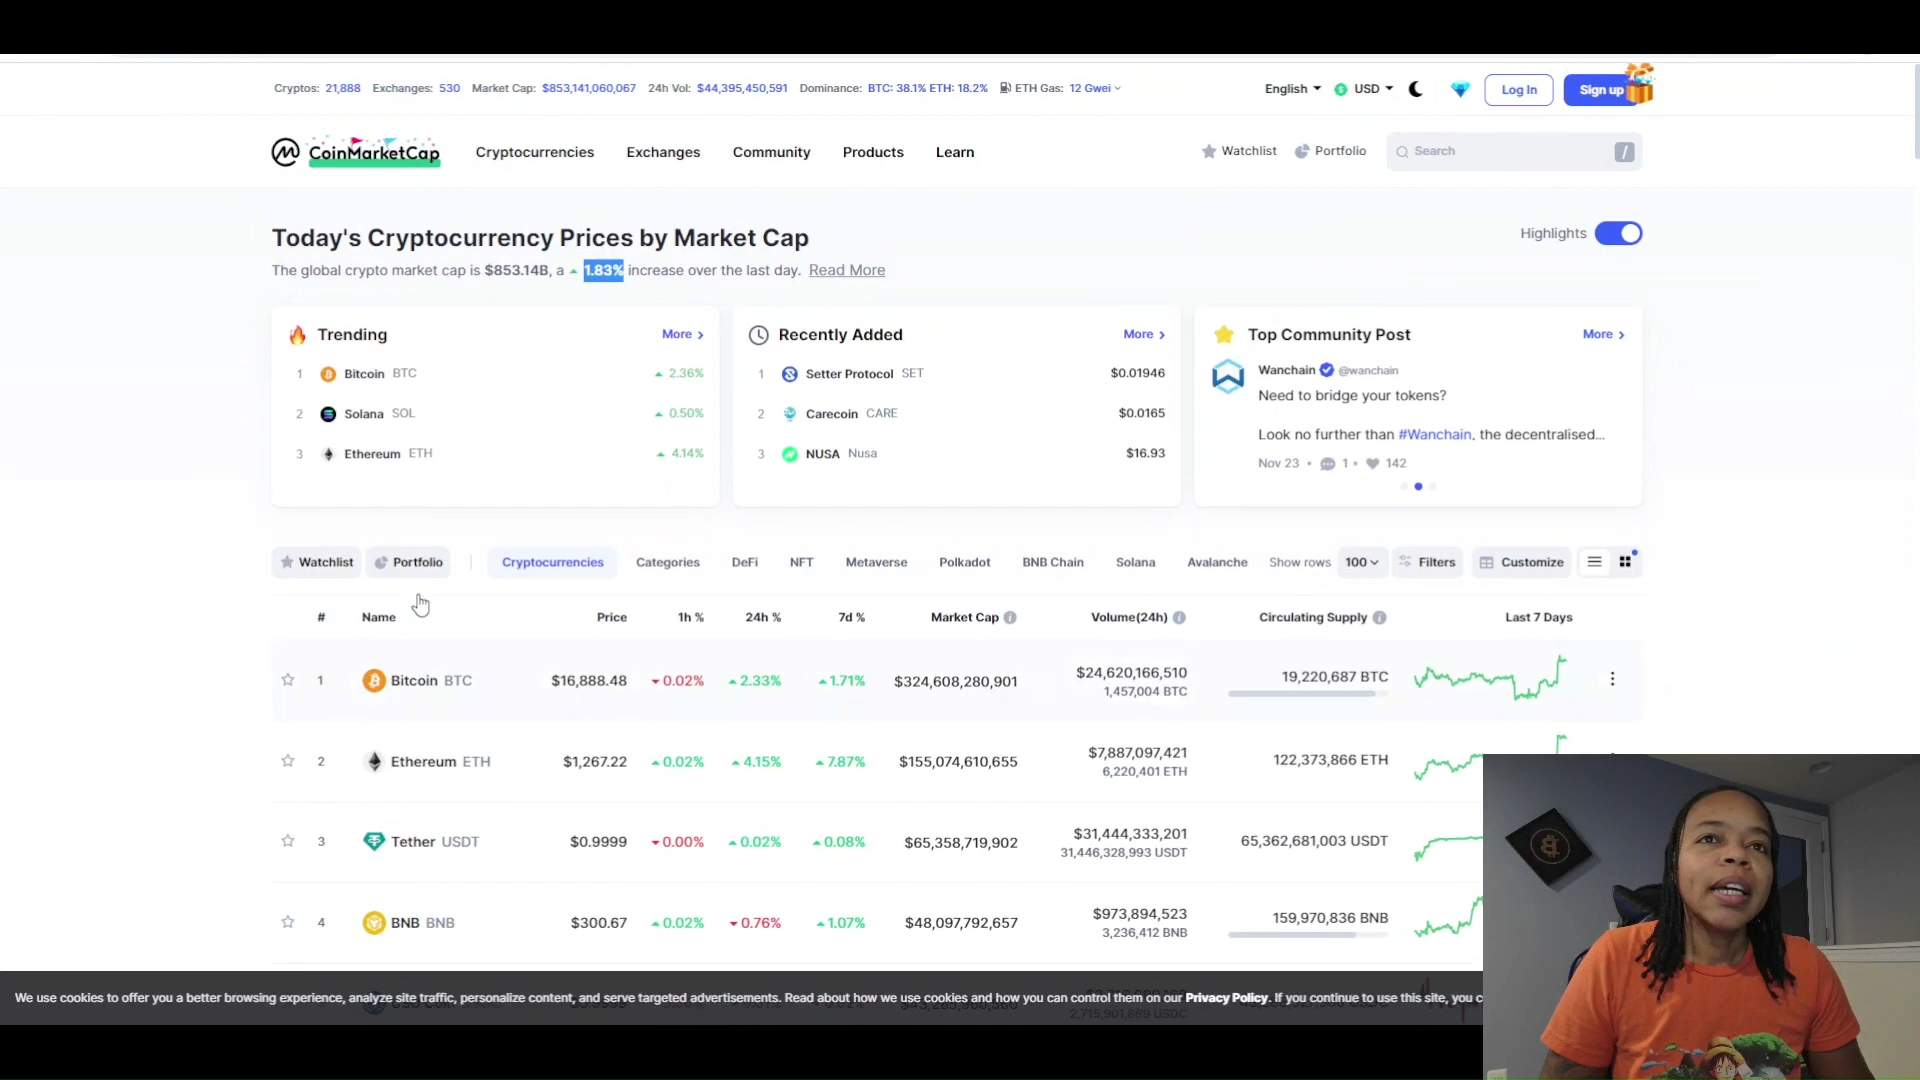 Cryptos: 21,888 Exchanges: 530 Market Cap: $853,141,060,067 24h Vol: $44,395,450,591 Dominance: BTC: 38.1% ETH: 18.2% ETH Gas: 12 Gwei English USD Log In Sign up
CoinMarketCap Cryptocurrencies Exchanges Community Products Learn Watchlist Portfolio Search /
Today's Cryptocurrency Prices by Market Cap Highlights
The global crypto market cap is $853.14B, a 1.83% increase over the last day. Read More
Trending More
1 Bitcoin BTC 2.36%
2 Solana SOL 0.50%
3 Ethereum ETH 4.14%
Recently Added More
1 Setter Protocol SET $0.01946
2 Carecoin CARE $0.0165
3 NUSA Nusa $16.93
Top Community Post More
Wanchain @wanchain
Need to bridge your tokens?
Look no further than #Wanchain, the decentralised...
Nov 23 • 1 • 142
Watchlist Portfolio Cryptocurrencies Categories DeFi NFT Metaverse Polkadot BNB Chain Solana Avalanche Show rows 100 Filters Customize
# Name Price 1h % 24h % 7d % Market Cap Volume(24h) Circulating Supply Last 7 Days
1 Bitcoin BTC $16,888.48 0.02% 2.33% 1.71% $324,608,280,901 $24,620,166,510 19,220,687 BTC
1,457,004 BTC
2 Ethereum ETH $1,267.22 0.02% 4.15% 7.87% $155,074,610,655 $7,887,097,421 122,373,866 ETH
6,220,401 ETH
3 Tether USDT $0.9999 0.00% 0.02% 0.08% $65,358,719,902 $31,444,333,201 65,362,681,003 USDT
31,446,328,993 USDT
4 BNB BNB $300.67 0.02% 0.76% 1.07% $48,097,792,657 $973,894,523 159,970,836 BNB
3,236,412 BNB
We use cookies to offer you a better browsing experience, analyze site traffic, personalize content, and serve targeted advertisements. Read about how we use cookies and how you can control them on our Privacy Policy. If you continue to use this site, you c